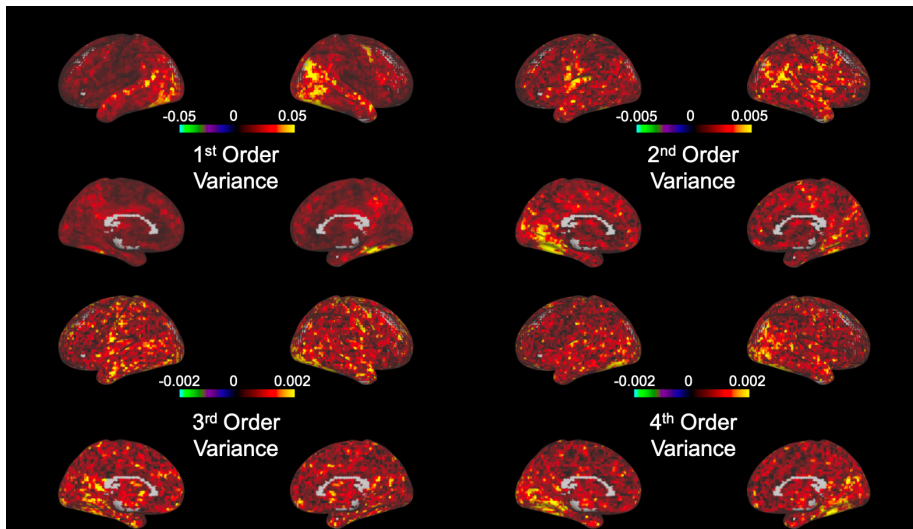 -0.05 0 0.05
1st Order
Variance
-0.005 0 0.005
2nd Order
Variance
-0.002 0 0.002
3rd Order
Variance
-0.002 0 0.002
4th Order
Variance